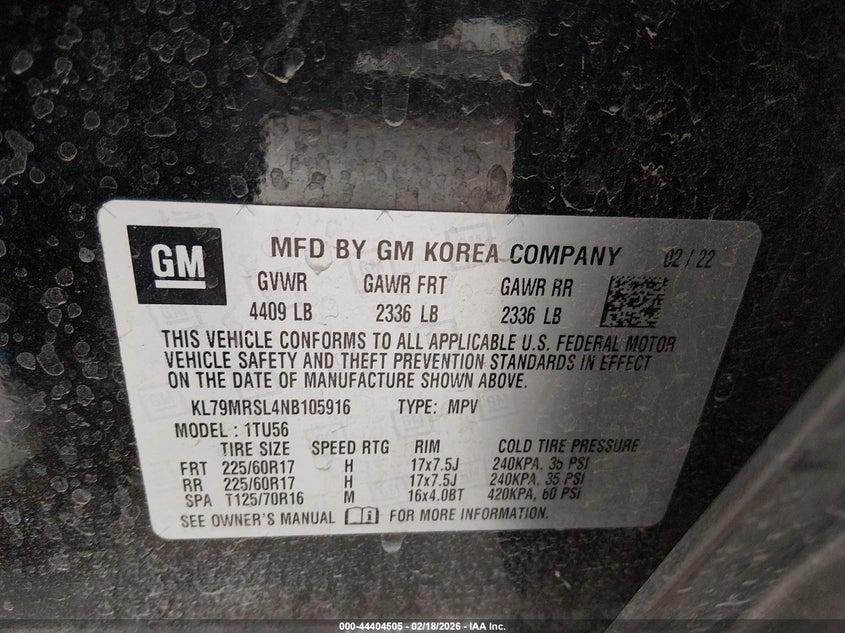 GM
MFD BY GM KOREA COMPANY 02 / 22
GVWR GAWR FRT GAWR RR
4409 LB 2336 LB 2336 LB
THIS VEHICLE CONFORMS TO ALL APPLICABLE U.S. FEDERAL MOTOR
VEHICLE SAFETY AND THEFT PREVENTION STANDARDS IN EFFECT
ON THE DATE OF MANUFACTURE SHOWN ABOVE.
KL79MRSL4NB105916 TYPE: MPV
MODEL : 1TU56
TIRE SIZE SPEED RTG RIM COLD TIRE PRESSURE
FRT 225/60R17 H 17x7.5J 240KPA, 35 PSI
RR 225/60R17 H 17x7.5J 240KPA, 35 PSI
SPA T125/70R16 M 16x4.0BT 420KPA, 60 PSI
SEE OWNER'S MANUAL FOR MORE INFORMATION.
000-44404505 - 02/18/2026 - IAA Inc.